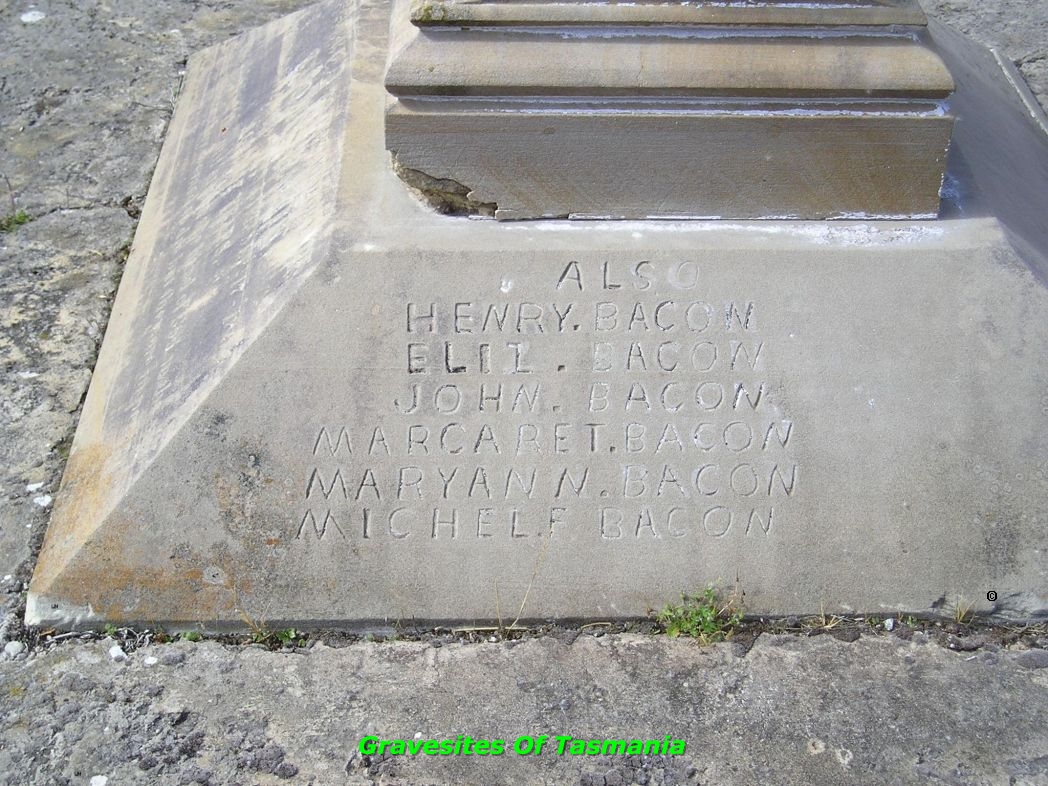 ALSO
HENRY. BACON
ELIZ. BACON
JOHN. BACON
MARGARET. BACON
MARYANN. BACON
MICHEL.F BACON
©
Gravesites Of Tasmania